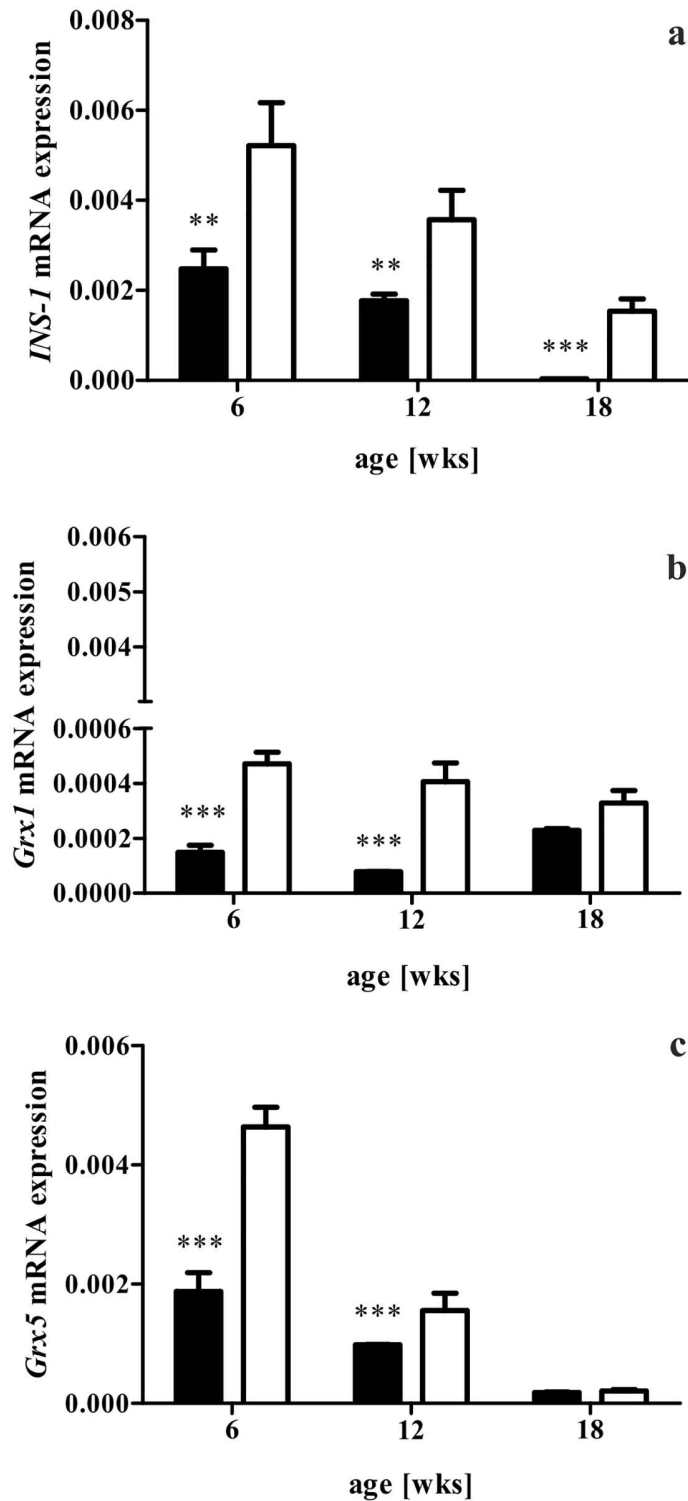 a
0.008
0.006
0.004
0.002
0.000
INS-1 mRNA expression
**
**
***
6 12 18
age [wks]
b
0.006
0.005
0.004
0.0006
0.0004
0.0002
0.0000
Grx1 mRNA expression
***
***
6 12 18
age [wks]
c
0.006
0.004
0.002
0.000
Grx5 mRNA expression
***
***
6 12 18
age [wks]